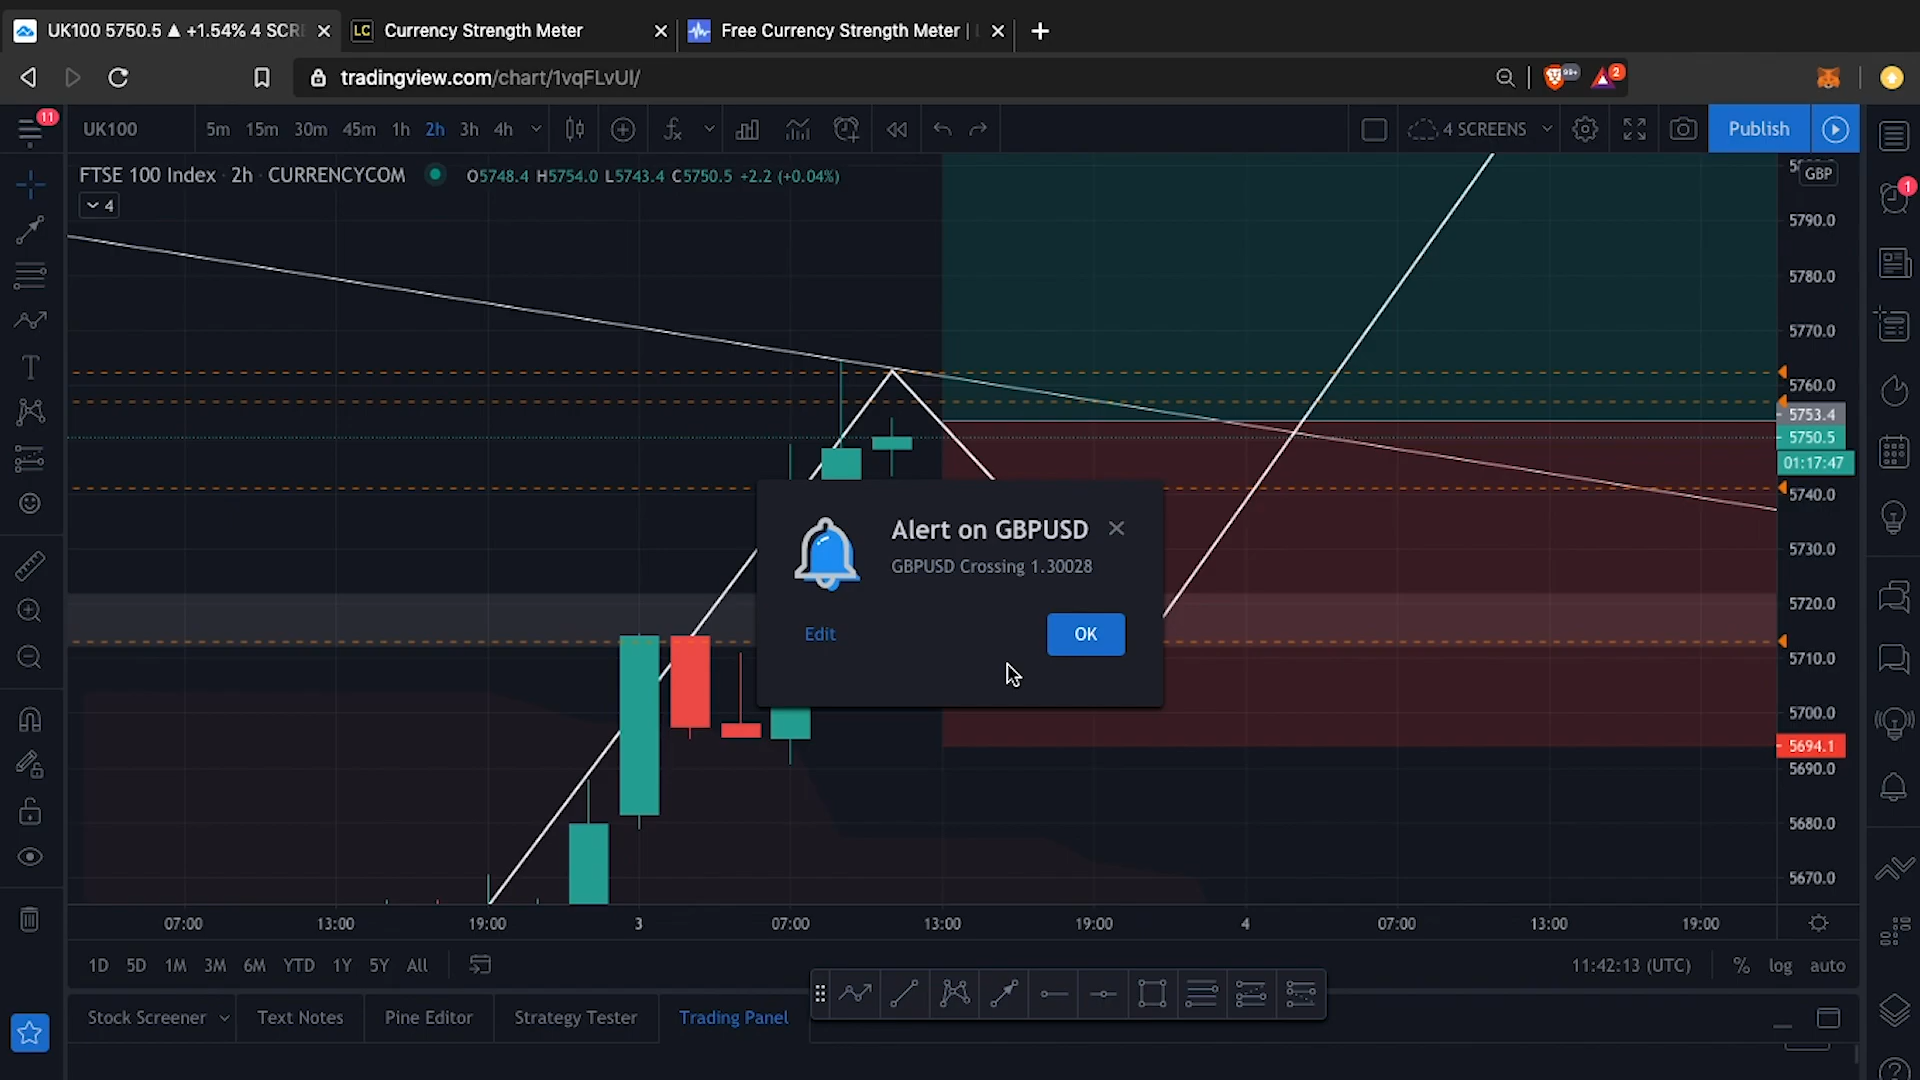 UK100 5750.5 ▲ +1.54% 4 SCRE
LC Currency Strength Meter
Free Currency Strength Meter |
tradingview.com/chart/1vqFLvUI/
99+
2
11
UK100 5m 15m 30m 45m 1h 2h 3h 4h
4 SCREENS
Publish
FTSE 100 Index · 2h · CURRENCYCOM O5748.4 H5754.0 L5743.4 C5750.5 +2.2 (+0.04%)
GBP
1
4
5790.0
5780.0
5770.0
5760.0
5753.4
5750.5
01:17:47
5740.0
5730.0
5720.0
5710.0
5700.0
5694.1
5690.0
5680.0
5670.0
Alert on GBPUSD
GBPUSD Crossing 1.30028
Edit OK
07:00 13:00 19:00 3 07:00 13:00 19:00 4 07:00 13:00 19:00
1D 5D 1M 3M 6M YTD 1Y 5Y All
11:42:13 (UTC) % log auto
Stock Screener Text Notes Pine Editor Strategy Tester Trading Panel